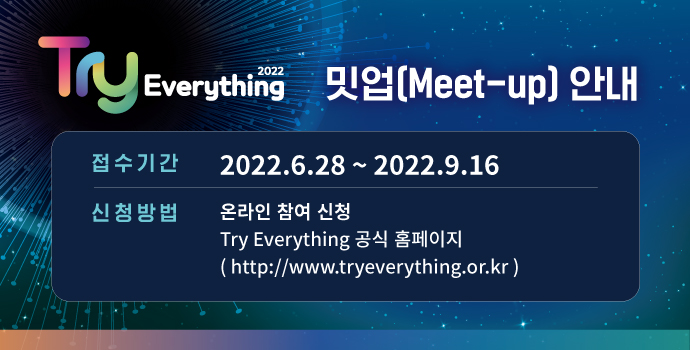 Try Everything 2022
밋업(Meet-up) 안내
접수기간 2022.6.28 ~ 2022.9.16
신청방법 온라인 참여 신청
Try Everything 공식 홈페이지
( http://www.tryeverything.or.kr )